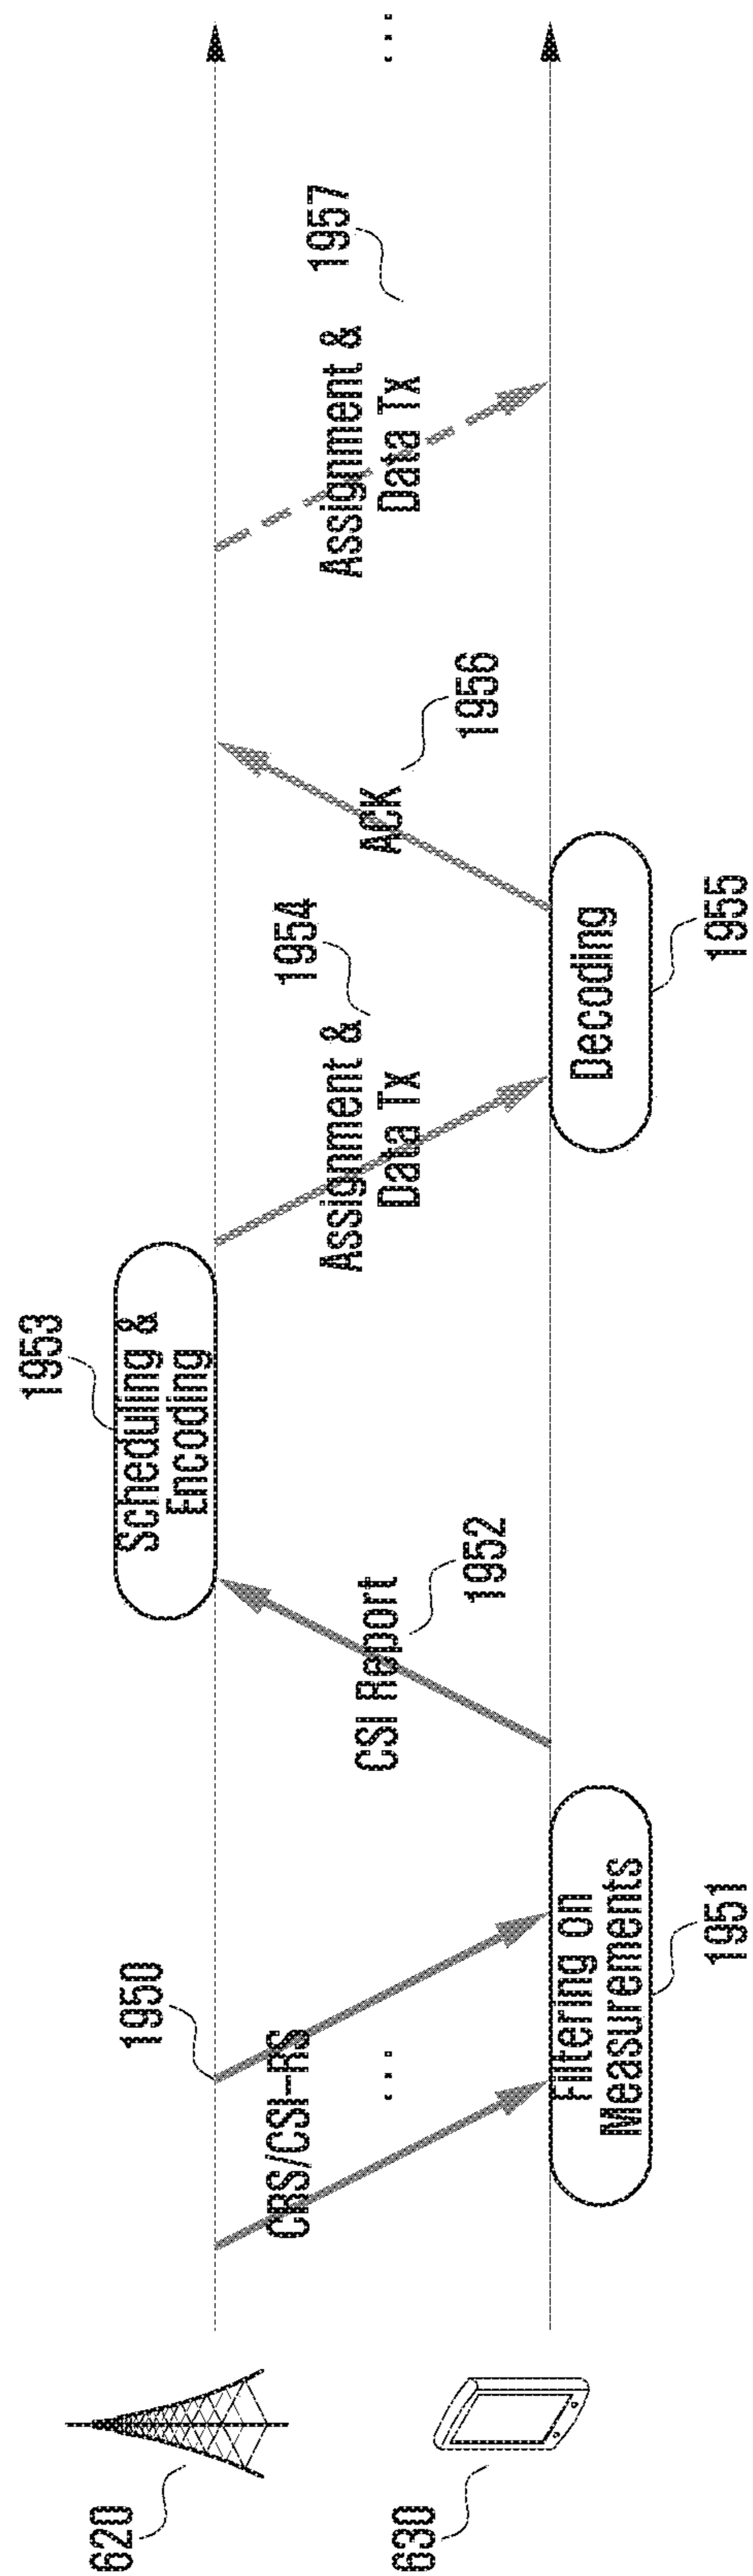 620
630
CRS/CSI-RS
...
1950
Filtering on
Measurements
1951
CSI Report
1952
Scheduling &
Encoding
1953
Assignment &
Data Tx
1954
Decoding
1955
ACK
1956
Assignment &
Data Tx
1957
...